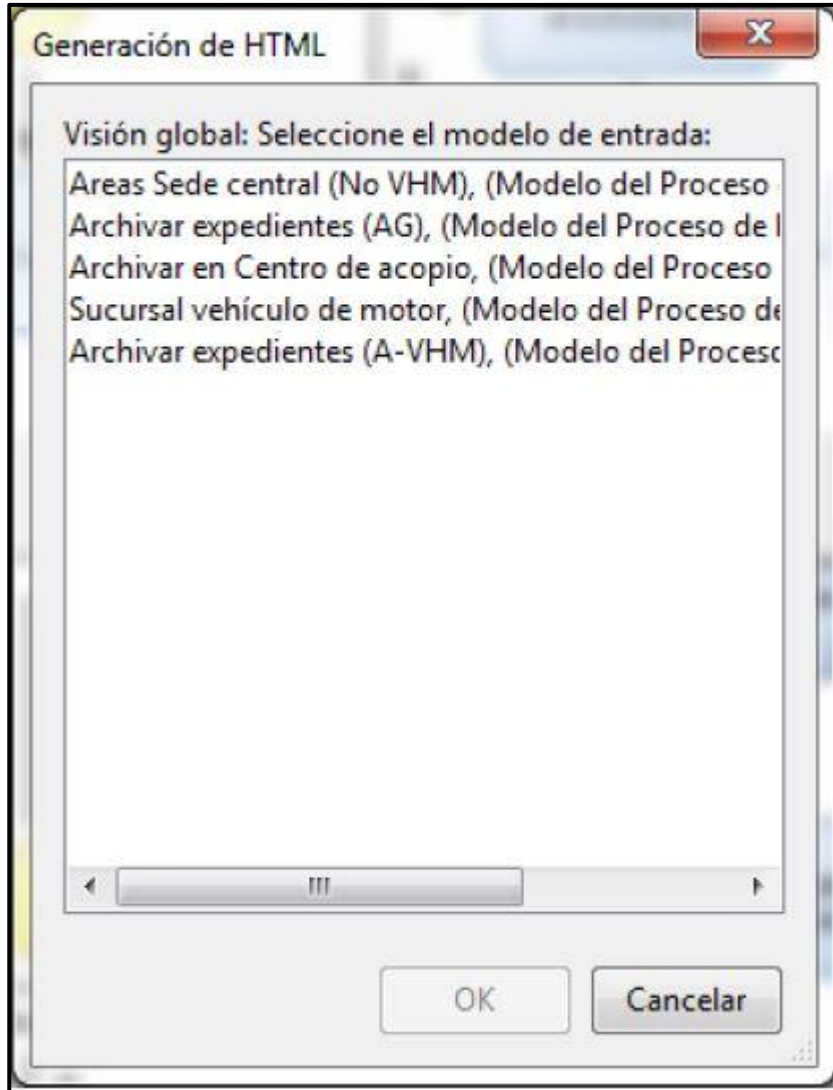 Generación de HTML
Visión global: Seleccione el modelo de entrada:
Areas Sede central (No VHM), (Modelo del Proceso
Archivar expedientes (AG), (Modelo del Proceso de
Archivar en Centro de acopio, (Modelo del Proceso
Sucursal vehículo de motor, (Modelo del Proceso de
Archivar expedientes (A-VHM), (Modelo del Proceso
OK
Cancelar